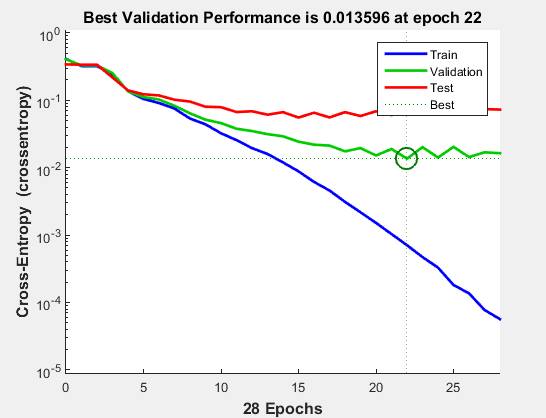 Best Validation Performance is 0.013596 at epoch 22
10^0
10^-1
10^-2
10^-3
10^-4
10^-5
Cross-Entropy (crossentropy)
Train
Validation
Test
Best
0 5 10 15 20 25
28 Epochs